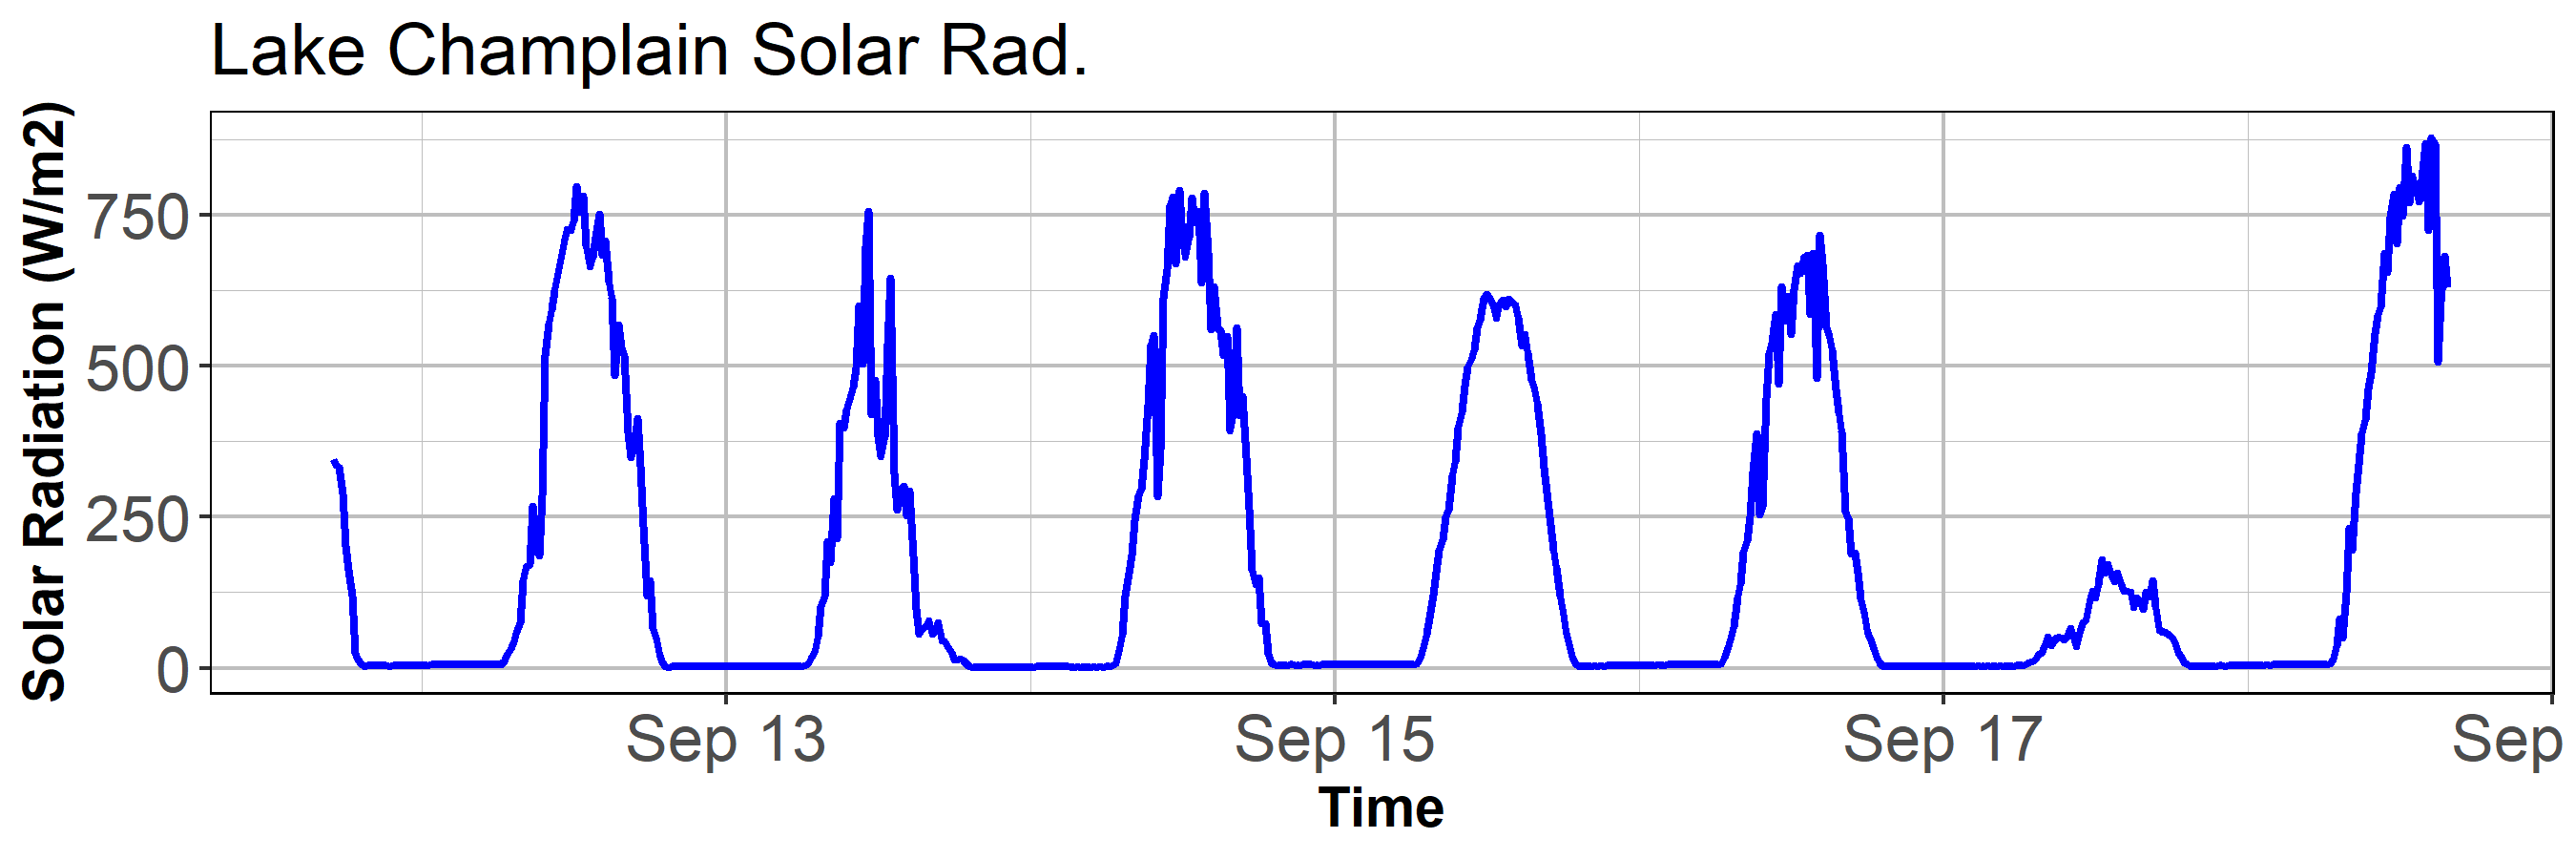 Lake Champlain Solar Rad.
Solar Radiation (W/m2)
750
500
250
0
Sep 13
Sep 15
Sep 17
Sep
Time